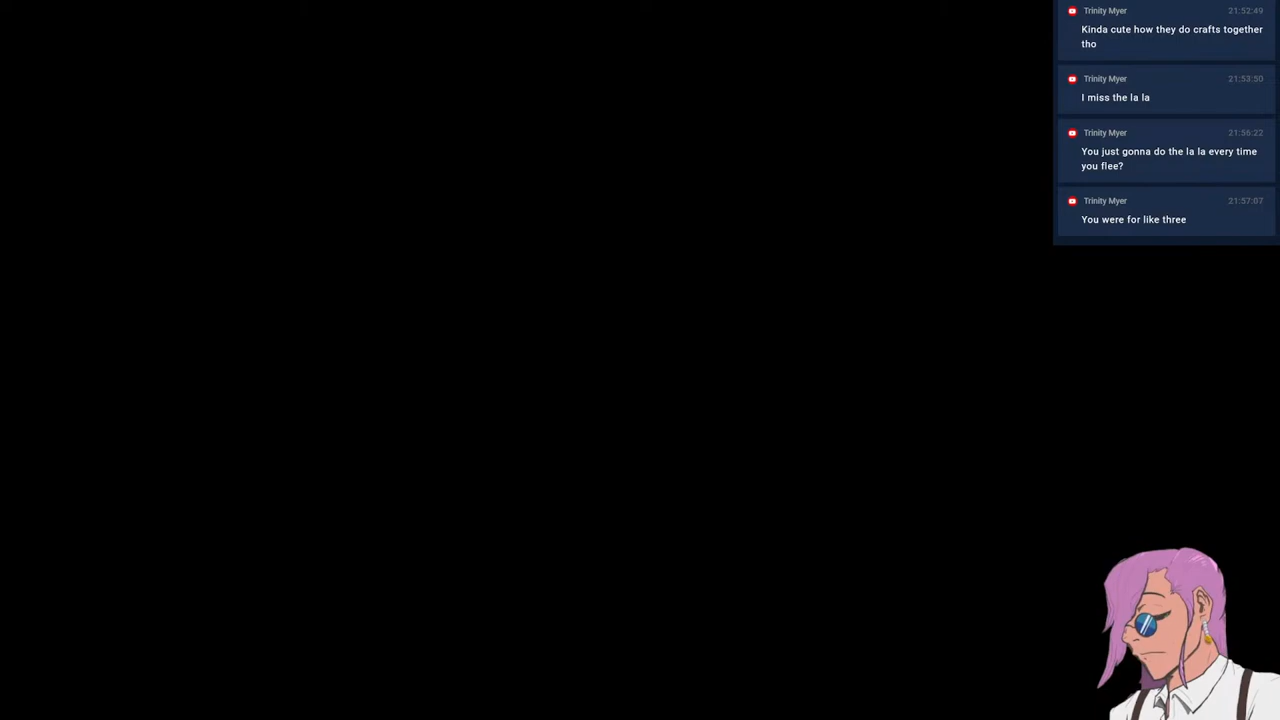 Trinity Myer 21:52:49
Kinda cute how they do crafts together
tho
Trinity Myer 21:53:50
I miss the la la
Trinity Myer 21:56:22
You just gonna do the la la every time
you flee?
Trinity Myer 21:57:07
You were for like three